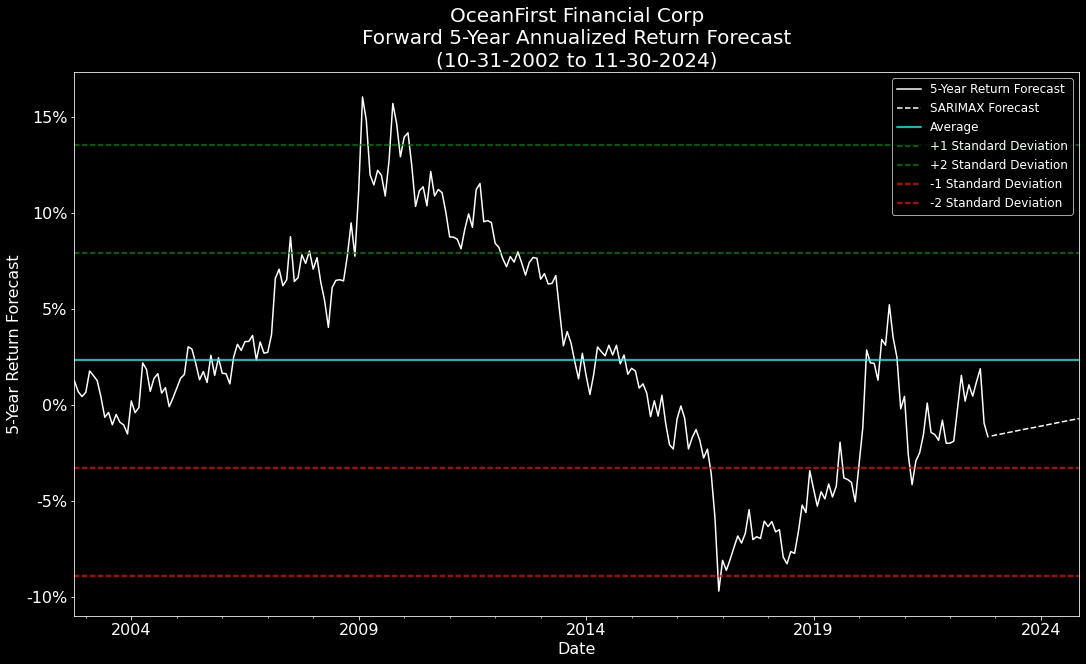 OceanFirst Financial Corp
Forward 5-Year Annualized Return Forecast
(10-31-2002 to 11-30-2024)
5-Year Return Forecast
SARIMAX Forecast
Average
+1 Standard Deviation
+2 Standard Deviation
-1 Standard Deviation
-2 Standard Deviation
15%
10%
5%
0%
-5%
-10%
5-Year Return Forecast
2004 2009 2014 2019 2024
Date